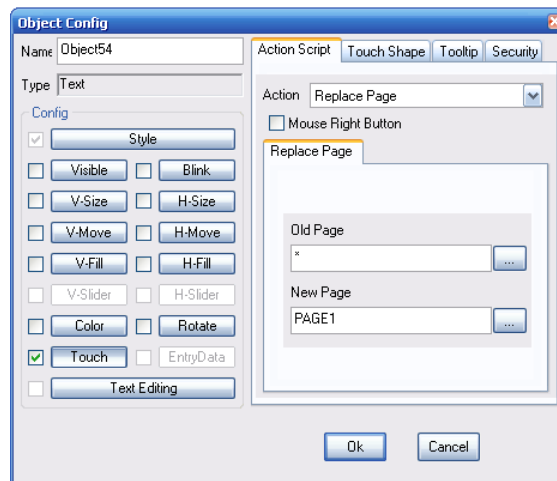 Object Config
Name Object54
Type Text
Config
Style
Visible Blink
V-Size H-Size
V-Move H-Move
V-Fill H-Fill
V-Slider H-Slider
Color Rotate
Touch EntryData
Text Editing
Action Script Touch Shape Tooltip Security
Action Replace Page
Mouse Right Button
Replace Page
Old Page
* ...
New Page
PAGE1 ...
Ok Cancel